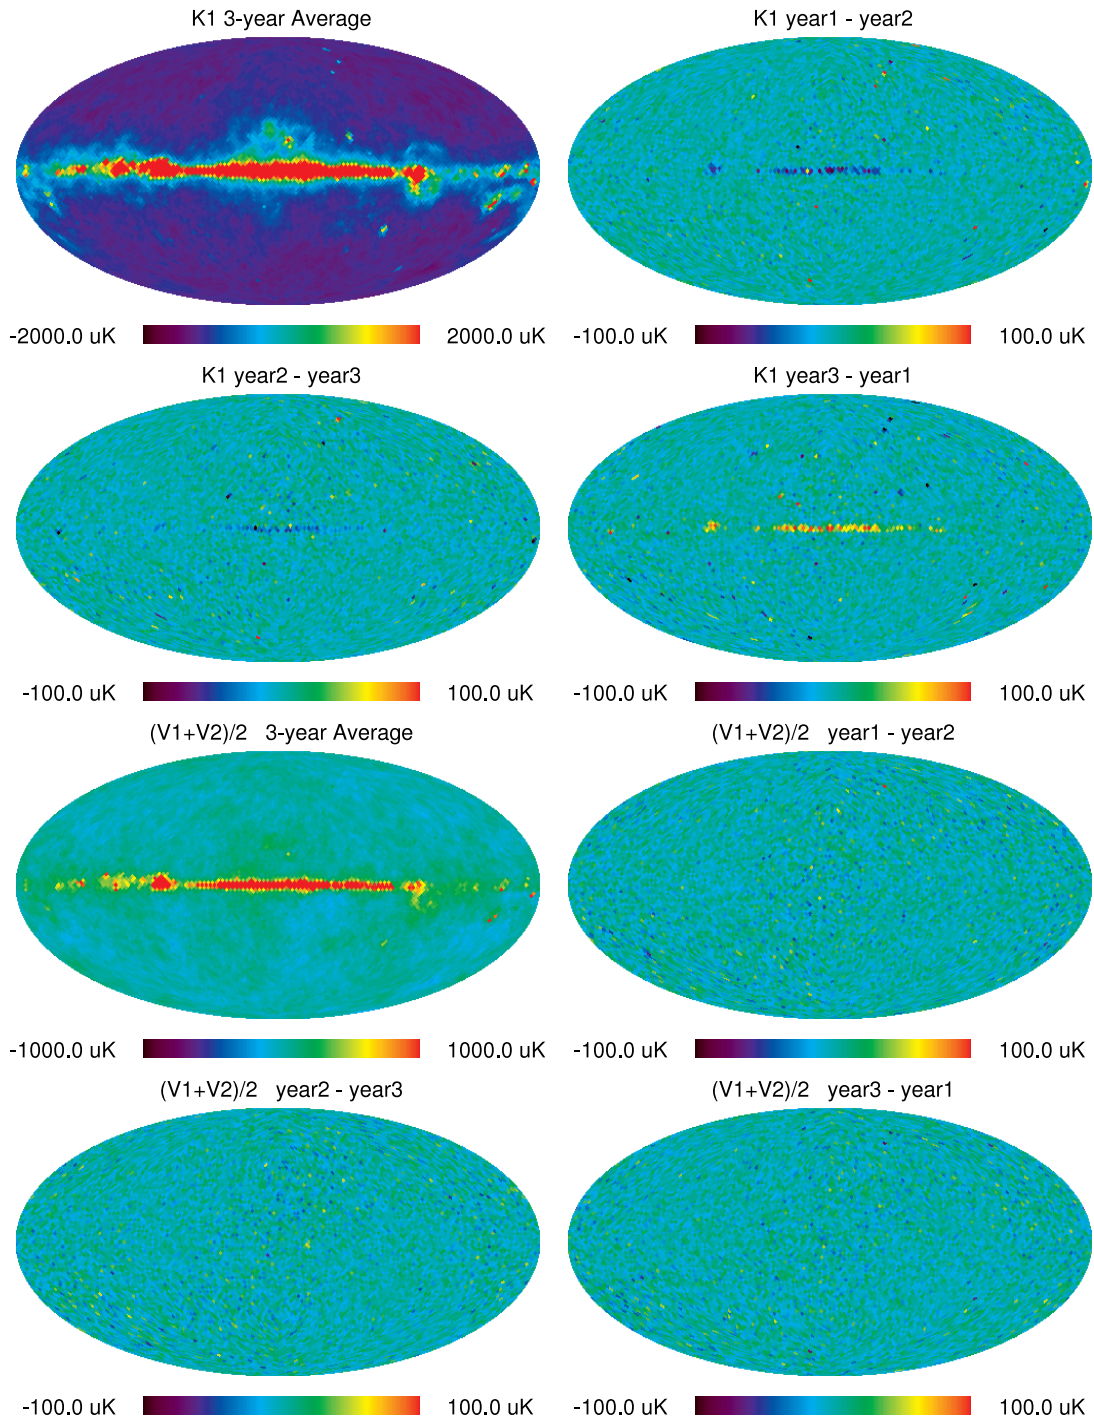 K1 3-year Average
K1 year1 - year2
-2000.0 uK 2000.0 uK
-100.0 uK 100.0 uK
K1 year2 - year3
K1 year3 - year1
-100.0 uK 100.0 uK
-100.0 uK 100.0 uK
(V1+V2)/2 3-year Average
(V1+V2)/2 year1 - year2
-1000.0 uK 1000.0 uK
-100.0 uK 100.0 uK
(V1+V2)/2 year2 - year3
(V1+V2)/2 year3 - year1
-100.0 uK 100.0 uK
-100.0 uK 100.0 uK